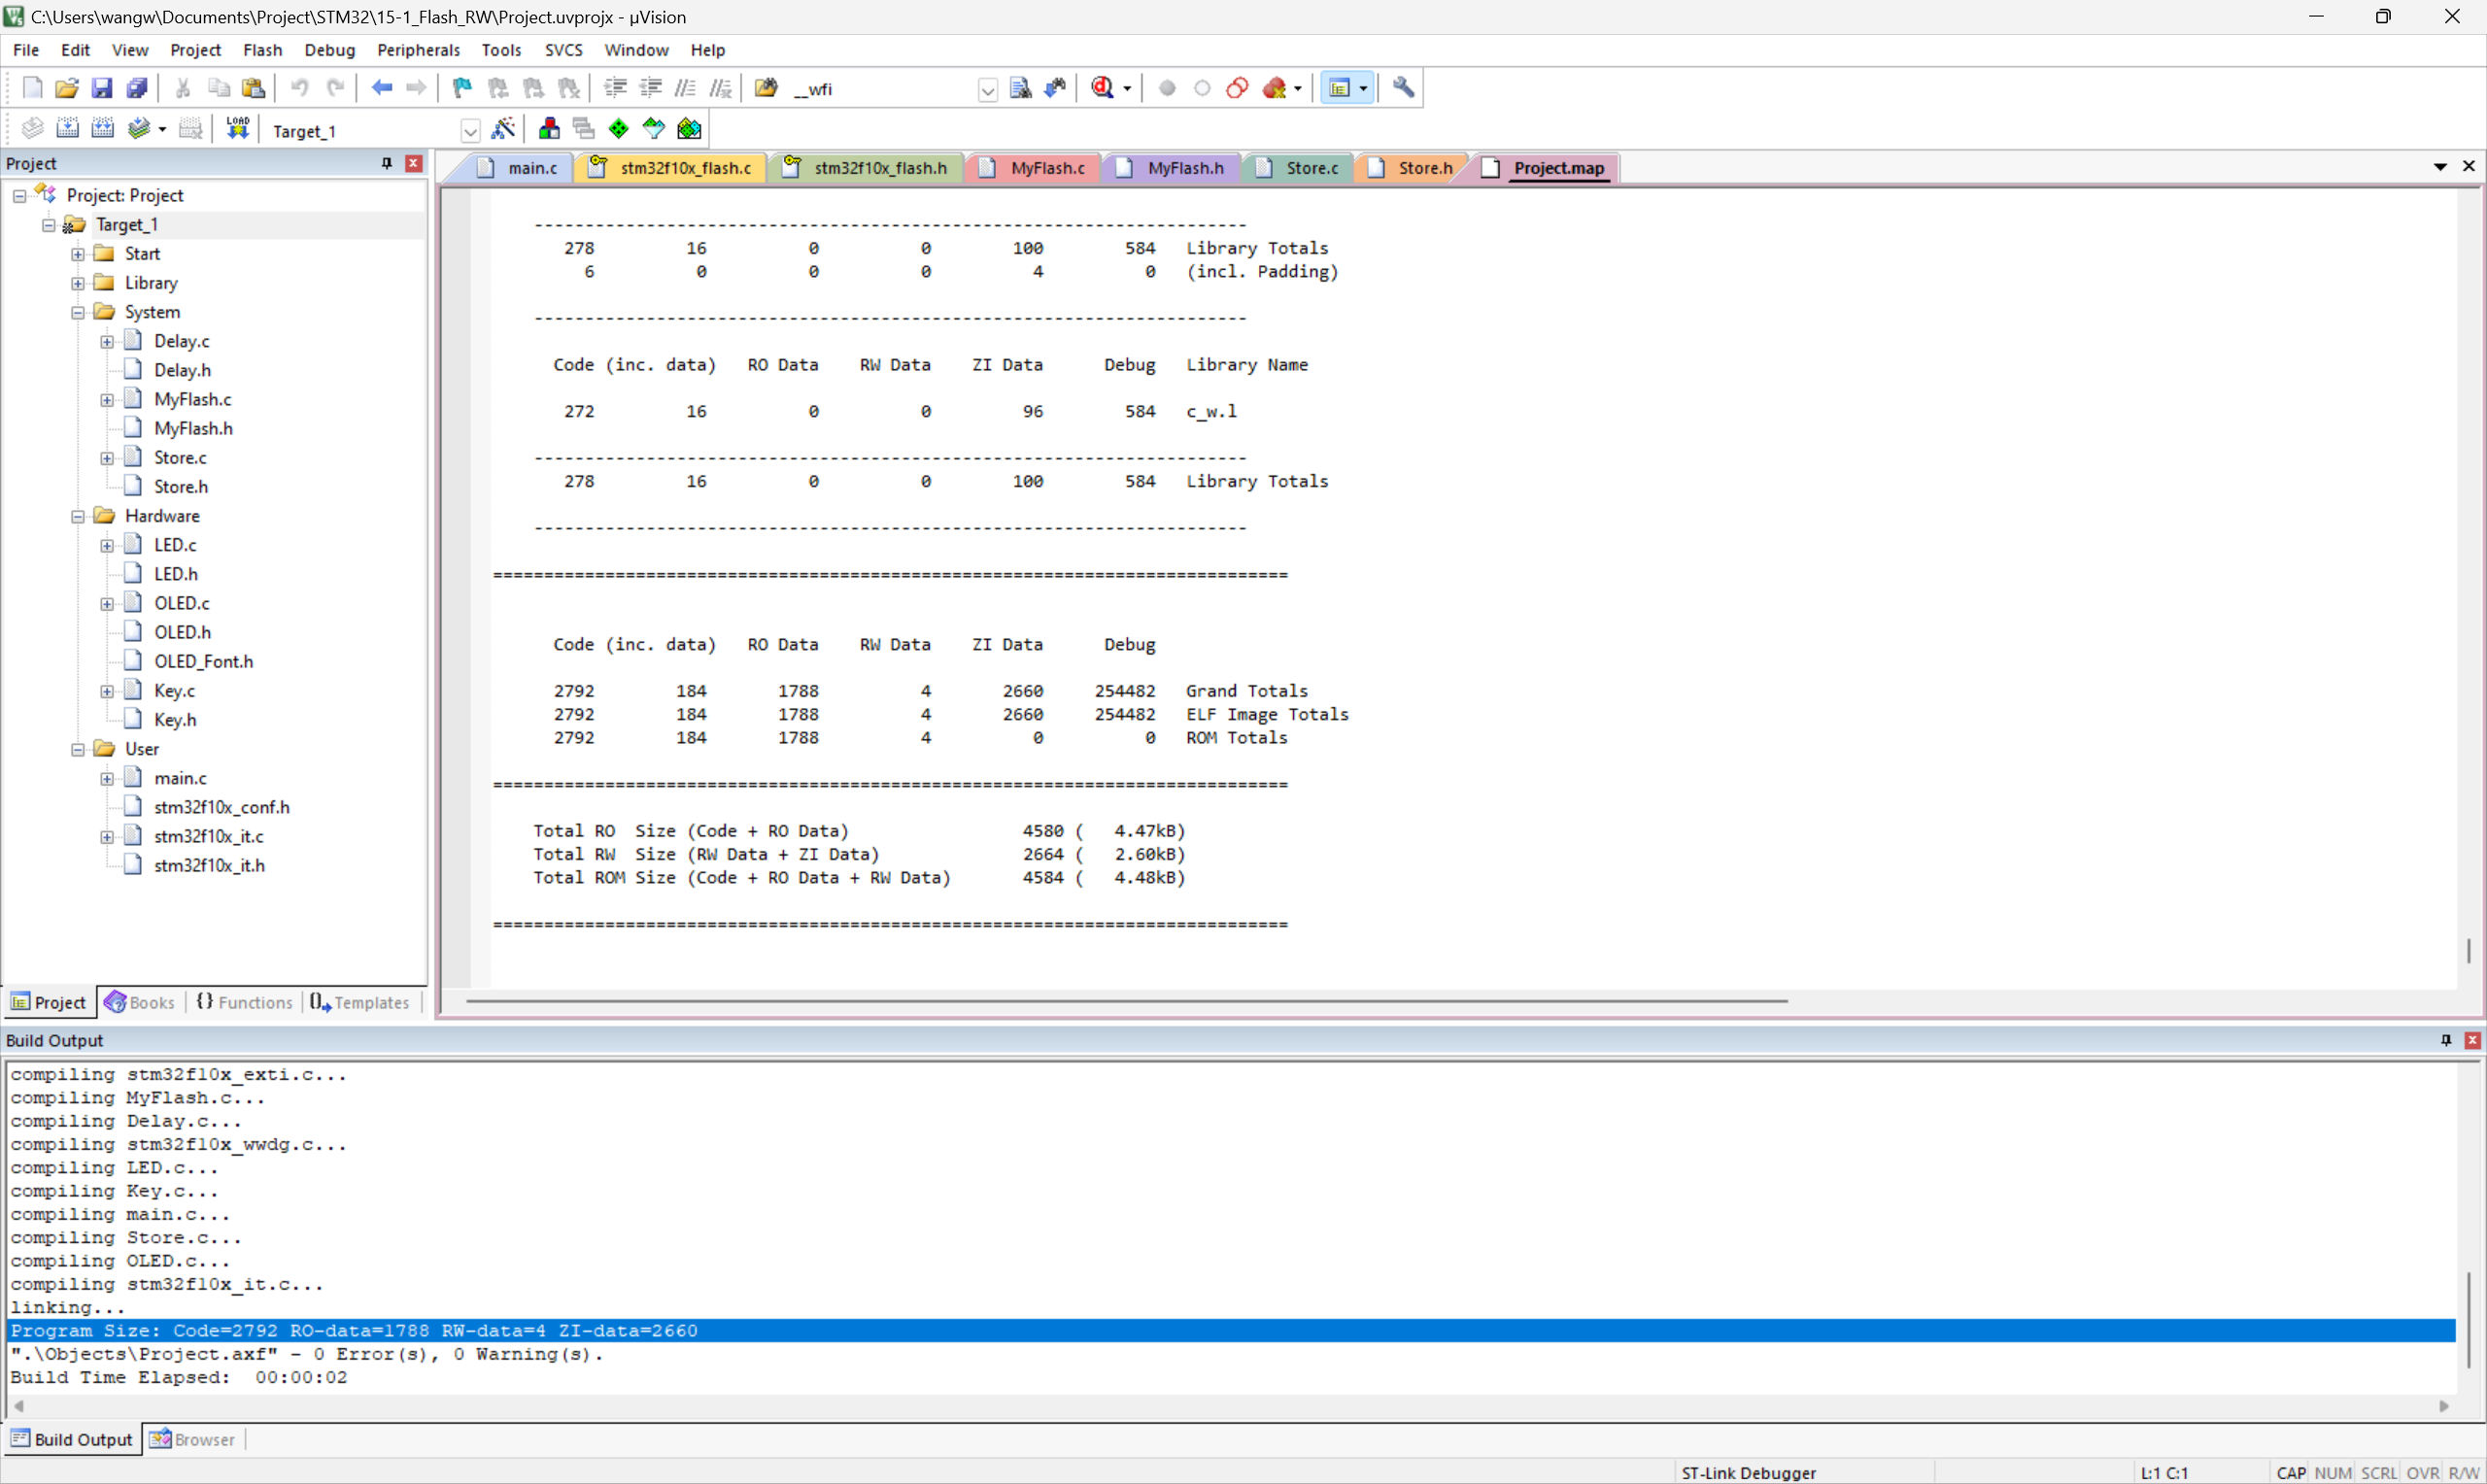 C:\Users\wangw\Documents\Project\STM32\15-1_Flash_RW\Project.uvprojx - µVision
File Edit View Project Flash Debug Peripherals Tools SVCS Window Help
__wfi
LOAD Target_1
Project
Project: Project
Target_1
Start
Library
System
Delay.c
Delay.h
MyFlash.c
MyFlash.h
Store.c
Store.h
Hardware
LED.c
LED.h
OLED.c
OLED.h
OLED_Font.h
Key.c
Key.h
User
main.c
stm32f10x_conf.h
stm32f10x_it.c
stm32f10x_it.h
Project Books {} Functions Templates
main.c stm32f10x_flash.c stm32f10x_flash.h MyFlash.c MyFlash.h Store.c Store.h Project.map
----------------------------------------------------------------------
278 16 0 0 100 584 Library Totals
6 0 0 0 4 0 (incl. Padding)
----------------------------------------------------------------------
Code (inc. data) RO Data RW Data ZI Data Debug Library Name
272 16 0 0 96 584 c_w.l
----------------------------------------------------------------------
278 16 0 0 100 584 Library Totals
----------------------------------------------------------------------
==============================================================================
Code (inc. data) RO Data RW Data ZI Data Debug
2792 184 1788 4 2660 254482 Grand Totals
2792 184 1788 4 2660 254482 ELF Image Totals
2792 184 1788 4 0 0 ROM Totals
==============================================================================
Total RO Size (Code + RO Data) 4580 ( 4.47kB)
Total RW Size (RW Data + ZI Data) 2664 ( 2.60kB)
Total ROM Size (Code + RO Data + RW Data) 4584 ( 4.48kB)
==============================================================================
Build Output
compiling stm32f10x_exti.c...
compiling MyFlash.c...
compiling Delay.c...
compiling stm32f10x_wwdg.c...
compiling LED.c...
compiling Key.c...
compiling main.c...
compiling Store.c...
compiling OLED.c...
compiling stm32f10x_it.c...
linking...
Program Size: Code=2792 RO-data=1788 RW-data=4 ZI-data=2660
".\Objects\Project.axf" - 0 Error(s), 0 Warning(s).
Build Time Elapsed: 00:00:02
Build Output Browser
ST-Link Debugger L:1 C:1 CAP NUM SCRL OVR R/W